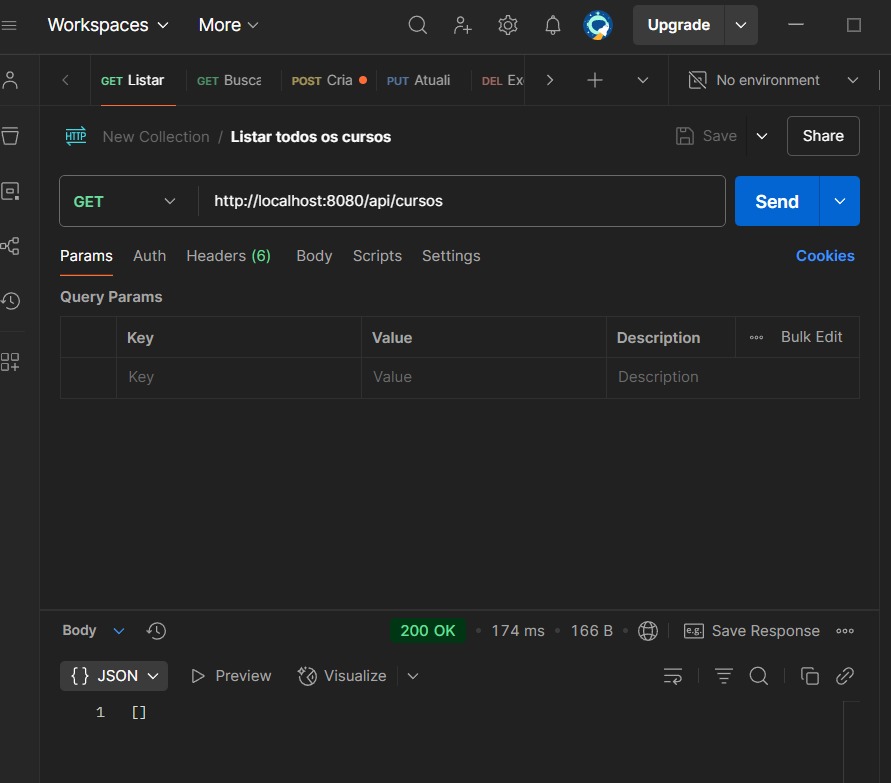 Workspaces More Upgrade
GET Listar GET Busca POST Cria PUT Atuali DEL Ex No environment
HTTP New Collection / Listar todos os cursos Save Share
GET http://localhost:8080/api/cursos Send
Params Auth Headers (6) Body Scripts Settings Cookies
Query Params
Key Value Description Bulk Edit
Key Value Description
Body 200 OK • 174 ms • 166 B • e.g. Save Response
{} JSON Preview Visualize
1 []